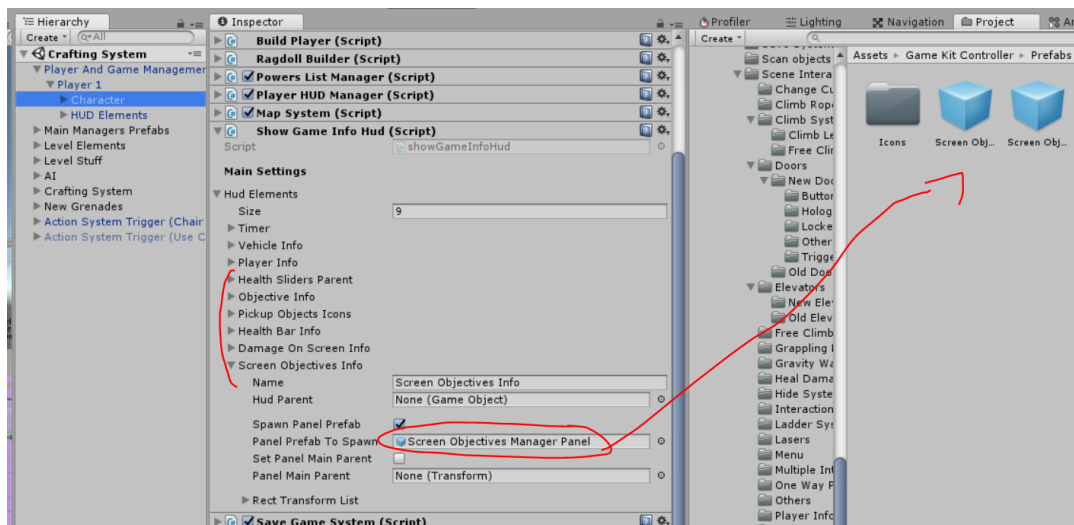 Hierarchy
Create
All
Crafting System
Player And Game Managemer
Player 1
Character
HUD Elements
Main Managers Prefabs
Level Elements
Level Stuff
AI
Crafting System
New Grenades
Action System Trigger (Chair
Action System Trigger (Use C
Inspector
Build Player (Script)
Ragdoll Builder (Script)
Powers List Manager (Script)
Player HUD Manager (Script)
Map System (Script)
Show Game Info Hud (Script)
Script showGameInfoHud
Main Settings
Hud Elements
Size 9
Timer
Vehicle Info
Player Info
Health Sliders Parent
Objective Info
Pickup Objects Icons
Health Bar Info
Damage On Screen Info
Screen Objectives Info
Name Screen Objectives Info
Hud Parent None (Game Object)
Spawn Panel Prefab
Panel Prefab To Spawn Screen Objectives Manager Panel
Set Panel Main Parent
Panel Main Parent None (Transform)
Rect Transform List
Save Game System (Script)
Profiler Lighting Navigation Project
Create
Scan objects
Scene Intera
Change Cu
Climb Rop
Climb Syst
Climb Le
Free Clir
Doors
New Doo
Button
Holog
Locke
Other
Trigge
Old Doo
Elevators
New Elev
Old Elev
Free Climb
Grappling
Gravity Wa
Heal Dama
Hide Syste
Interaction
Ladder Sys
Lasers
Menu
Multiple Int
One Way P
Others
Player Info
Assets Game Kit Controller Prefabs
Icons Screen Obj... Screen Obj...